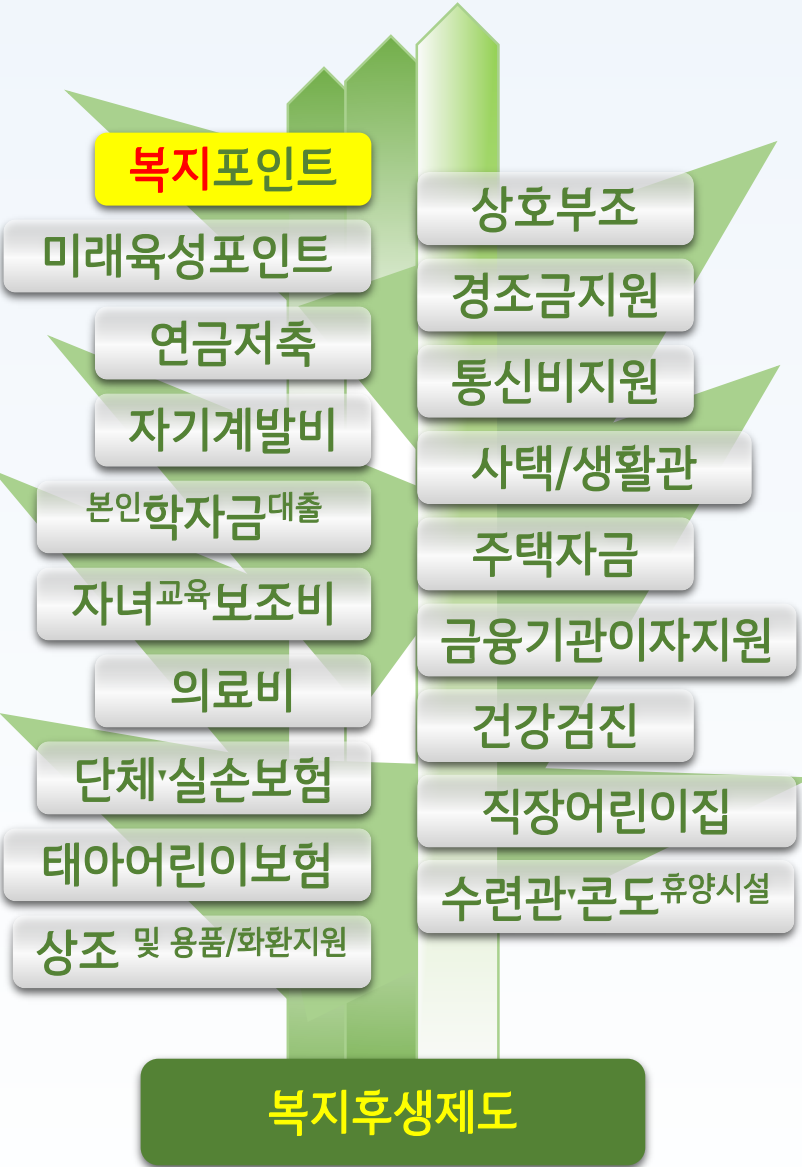 복지포인트
미래육성포인트
연금저축
자기계발비
본인학자금대출
자녀교육보조비
의료비
단체▾실손보험
태아어린이보험
상조 및 용품/화환지원
상호부조
경조금지원
통신비지원
사택/생활관
주택자금
금융기관이자지원
건강검진
직장어린이집
수련관▾콘도휴양시설
복지후생제도